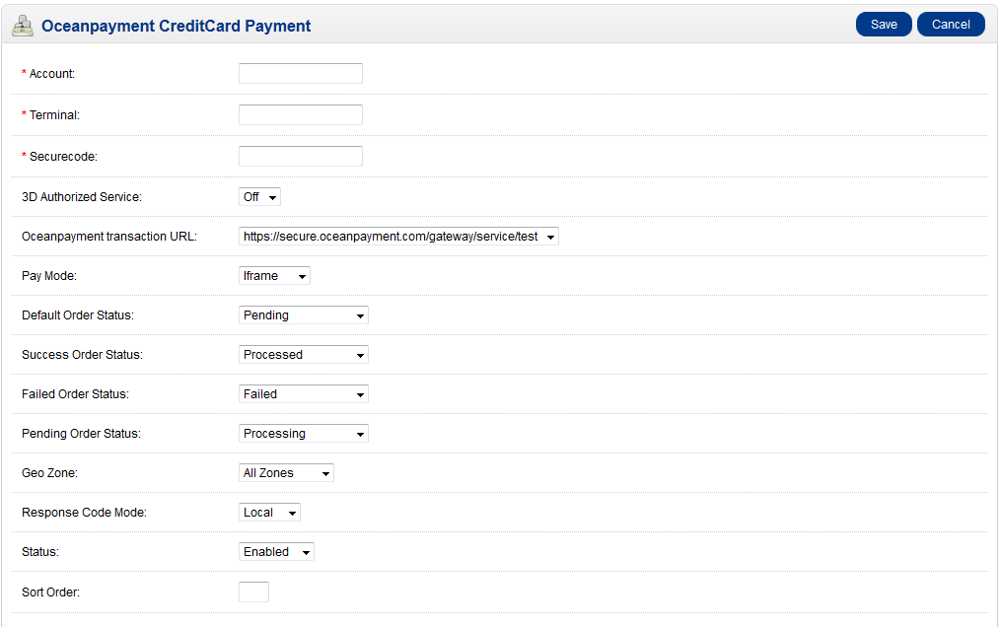 Oceanpayment CreditCard Payment
Save Cancel
* Account:
* Terminal:
* Securecode:
3D Authorized Service: Off
Oceanpayment transaction URL: https://secure.oceanpayment.com/gateway/service/test
Pay Mode: Iframe
Default Order Status: Pending
Success Order Status: Processed
Failed Order Status: Failed
Pending Order Status: Processing
Geo Zone: All Zones
Response Code Mode: Local
Status: Enabled
Sort Order: